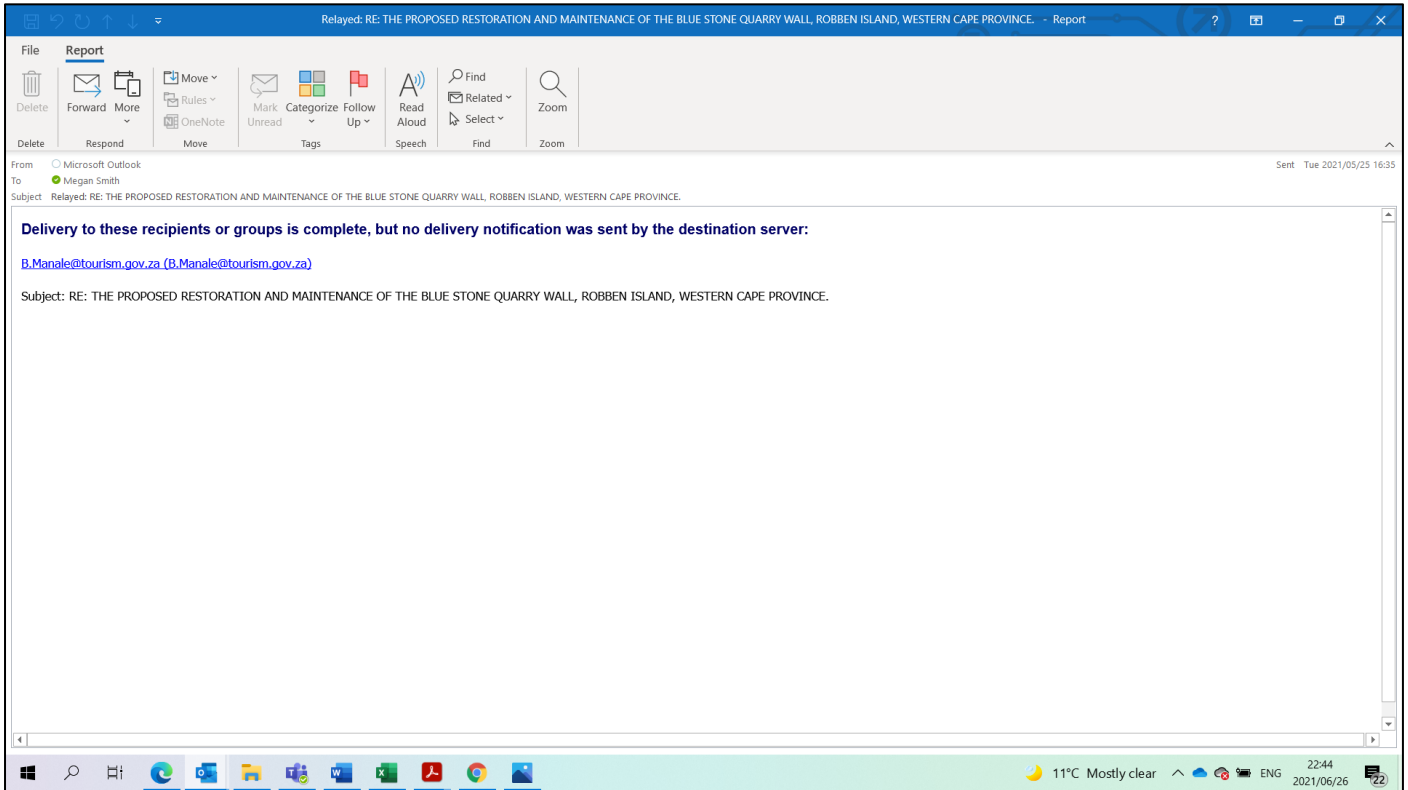 Relayed: RE: THE PROPOSED RESTORATION AND MAINTENANCE OF THE BLUE STONE QUARRY WALL, ROBBEN ISLAND, WESTERN CAPE PROVINCE. - Report ?
File Report
Delete Forward More Move Rules OneNote Mark Unread Categorize Follow Up Read Aloud Find Related Select Zoom
Delete Respond Move Tags Speech Find Zoom
From Microsoft Outlook Sent Tue 2021/05/25 16:35
To Megan Smith
Subject Relayed: RE: THE PROPOSED RESTORATION AND MAINTENANCE OF THE BLUE STONE QUARRY WALL, ROBBEN ISLAND, WESTERN CAPE PROVINCE.
Delivery to these recipients or groups is complete, but no delivery notification was sent by the destination server:
B.Manale@tourism.gov.za (B.Manale@tourism.gov.za)
Subject: RE: THE PROPOSED RESTORATION AND MAINTENANCE OF THE BLUE STONE QUARRY WALL, ROBBEN ISLAND, WESTERN CAPE PROVINCE.
11°C Mostly clear ENG 22:44
2021/06/26 22